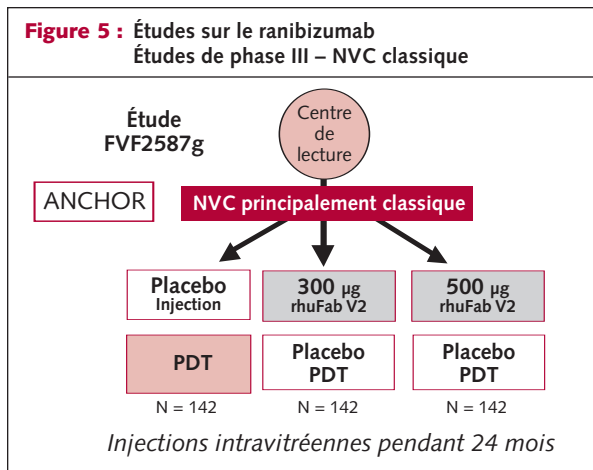 Figure 5 : Études sur le ranibizumab
Études de phase III – NVC classique
Étude
FVF2587g
Centre
de
lecture
ANCHOR
NVC principalement classique
Placebo
Injection
300 µg
rhuFab V2
500 µg
rhuFab V2
PDT
Placebo
PDT
Placebo
PDT
N = 142
N = 142
N = 142
Injections intravitréennes pendant 24 mois